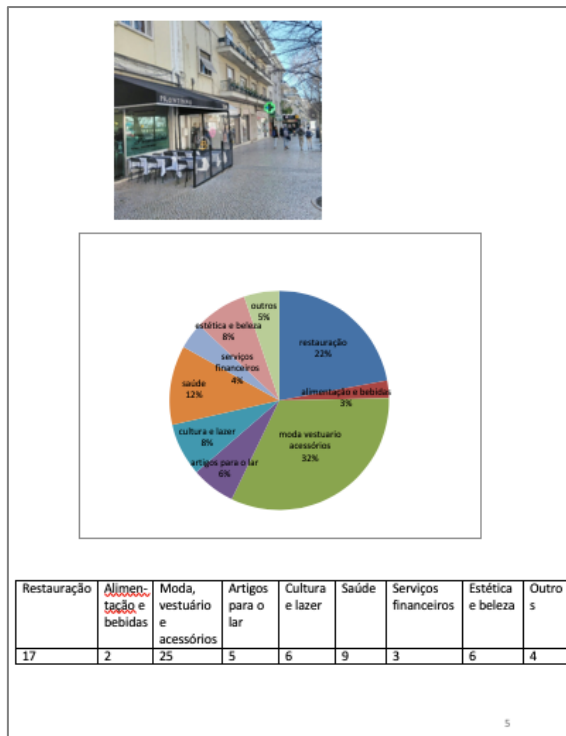 outros
5%
estética e beleza
8%
restauração
22%
serviços
financeiros
4%
saúde
12%
alimentação e bebidas
3%
cultura e lazer
8%
moda vestuario
acessórios
32%
artigos para o lar
6%
Restauração
Alimen-
tação e
bebidas
Moda,
vestuário
e
acessórios
Artigos
para o
lar
Cultura
e lazer
Saúde
Serviços
financeiros
Estética
e beleza
Outro
s
17 2 25 5 6 9 3 6 4
5